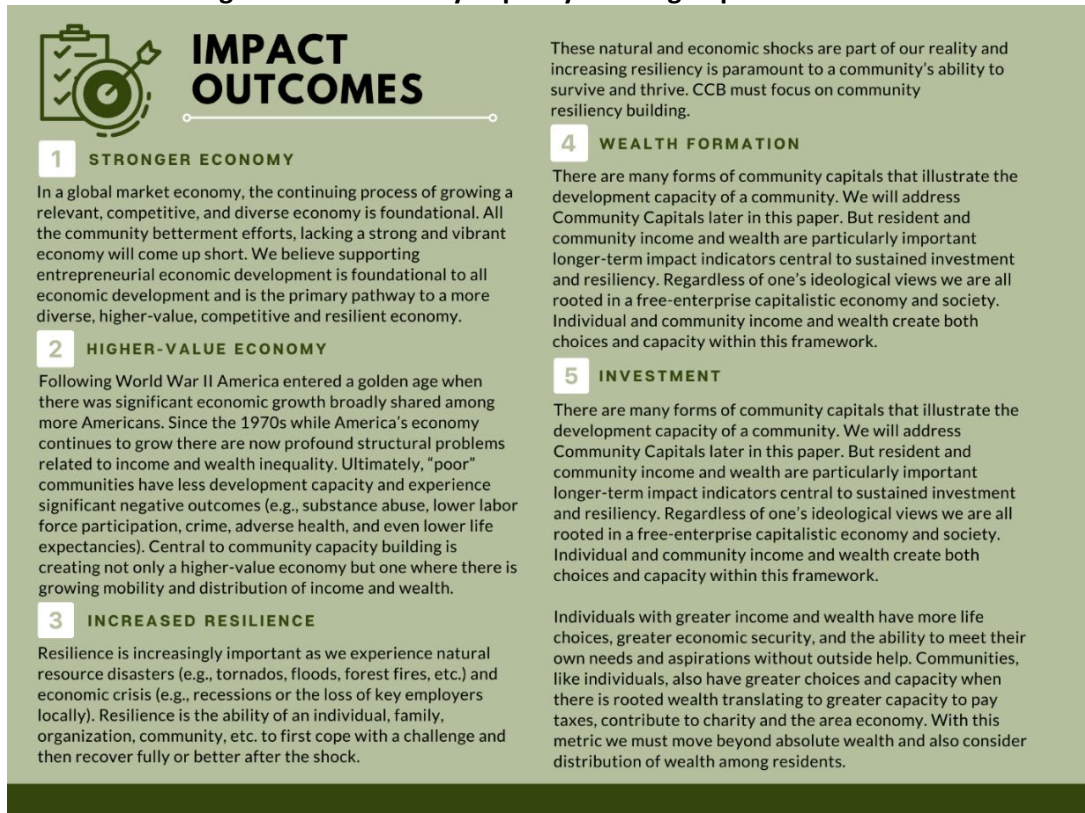 IMPACT
OUTCOMES
1 STRONGER ECONOMY
In a global market economy, the continuing process of growing a
relevant, competitive, and diverse economy is foundational. All
the community betterment efforts, lacking a strong and vibrant
economy will come up short. We believe supporting
entrepreneurial economic development is foundational to all
economic development and is the primary pathway to a more
diverse, higher-value, competitive and resilient economy.
2 HIGHER-VALUE ECONOMY
Following World War II America entered a golden age when
there was significant economic growth broadly shared among
more Americans. Since the 1970s while America's economy
continues to grow there are now profound structural problems
related to income and wealth inequality. Ultimately, “poor”
communities have less development capacity and experience
significant negative outcomes (e.g., substance abuse, lower labor
force participation, crime, adverse health, and even lower life
expectancies). Central to community capacity building is
creating not only a higher-value economy but one where there is
growing mobility and distribution of income and wealth.
3 INCREASED RESILIENCE
Resilience is increasingly important as we experience natural
resource disasters (e.g., tornados, floods, forest fires, etc.) and
economic crisis (e.g., recessions or the loss of key employers
locally). Resilience is the ability of an individual, family,
organization, community, etc. to first cope with a challenge and
then recover fully or better after the shock.
These natural and economic shocks are part of our reality and
increasing resiliency is paramount to a community's ability to
survive and thrive. CCB must focus on community
resiliency building.
4 WEALTH FORMATION
There are many forms of community capitals that illustrate the
development capacity of a community. We will address
Community Capitals later in this paper. But resident and
community income and wealth are particularly important
longer-term impact indicators central to sustained investment
and resiliency. Regardless of one's ideological views we are all
rooted in a free-enterprise capitalistic economy and society.
Individual and community income and wealth create both
choices and capacity within this framework.
5 INVESTMENT
There are many forms of community capitals that illustrate the
development capacity of a community. We will address
Community Capitals later in this paper. But resident and
community income and wealth are particularly important
longer-term impact indicators central to sustained investment
and resiliency. Regardless of one's ideological views we are all
rooted in a free-enterprise capitalistic economy and society.
Individual and community income and wealth create both
choices and capacity within this framework.
Individuals with greater income and wealth have more life
choices, greater economic security, and the ability to meet their
own needs and aspirations without outside help. Communities,
like individuals, also have greater choices and capacity when
there is rooted wealth translating to greater capacity to pay
taxes, contribute to charity and the area economy. With this
metric we must move beyond absolute wealth and also consider
distribution of wealth among residents.